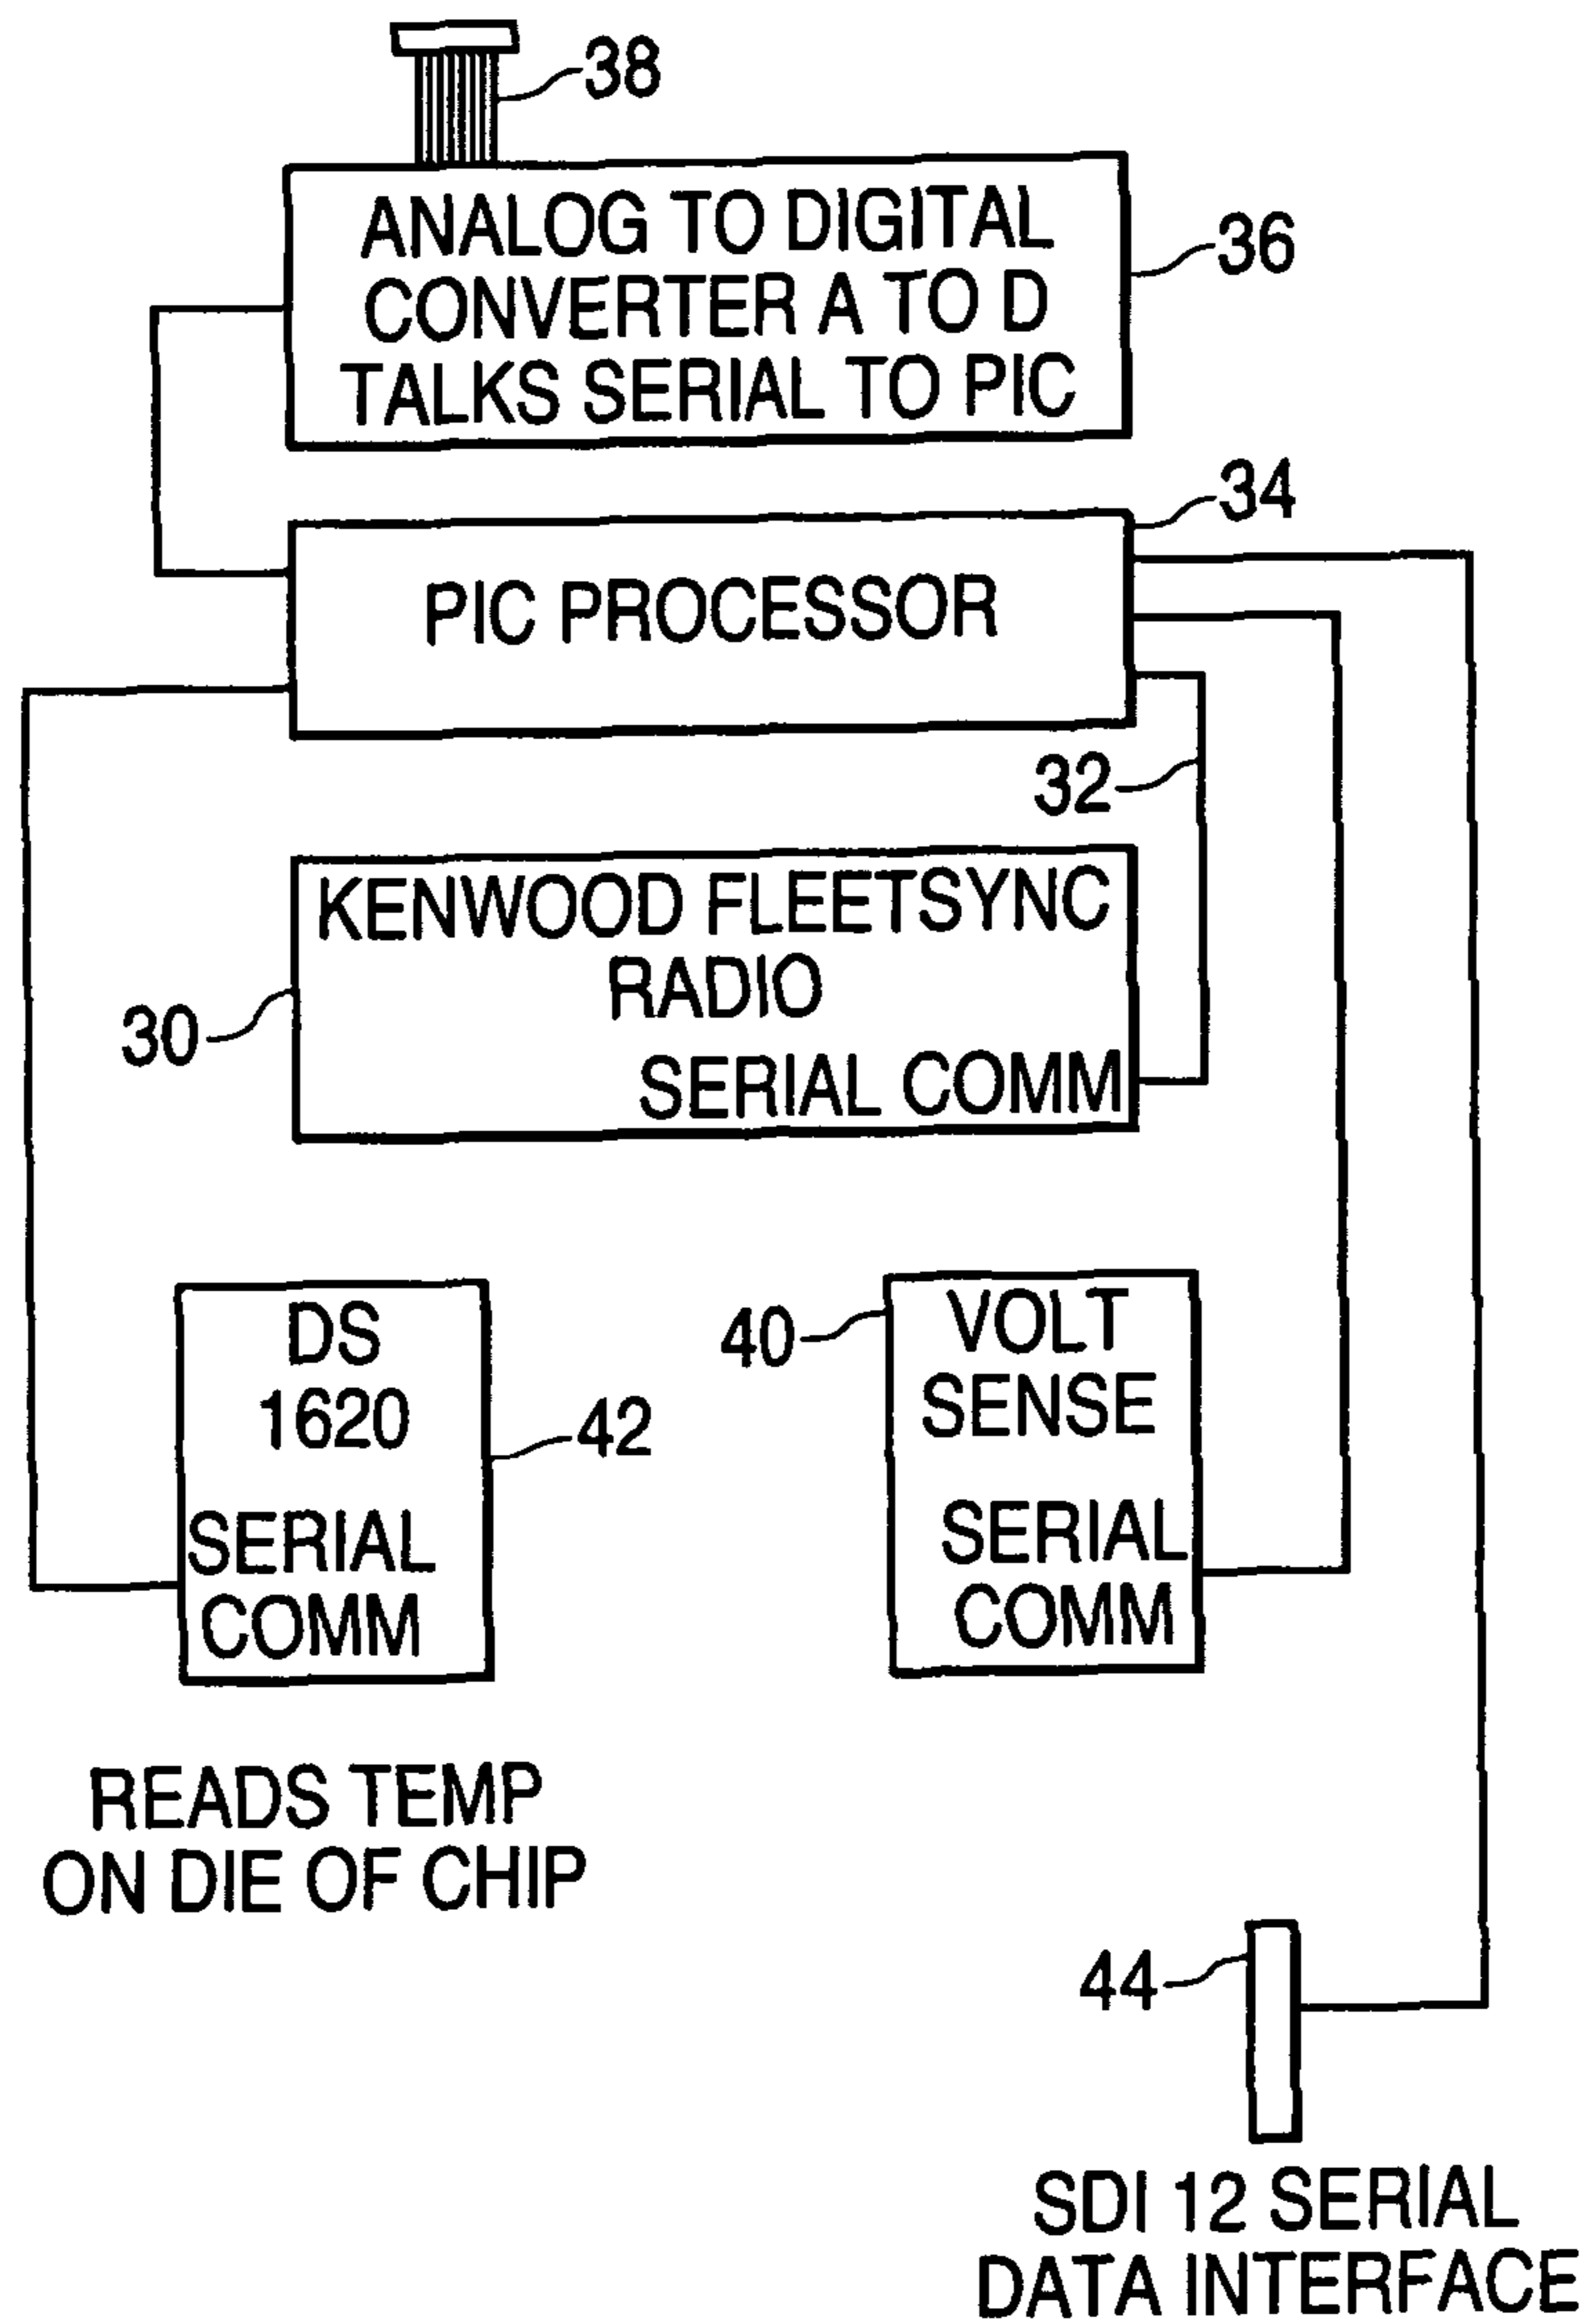 38
ANALOG TO DIGITAL
CONVERTER A TO D
TALKS SERIAL TO PIC
36
34
PIC PROCESSOR
32
KENWOOD FLEETSYNC
RADIO
SERIAL COMM
30
DS
1620
SERIAL
COMM
42
40
VOLT
SENSE
SERIAL
COMM
READS TEMP
ON DIE OF CHIP
44
SDI 12 SERIAL
DATA INTERFACE